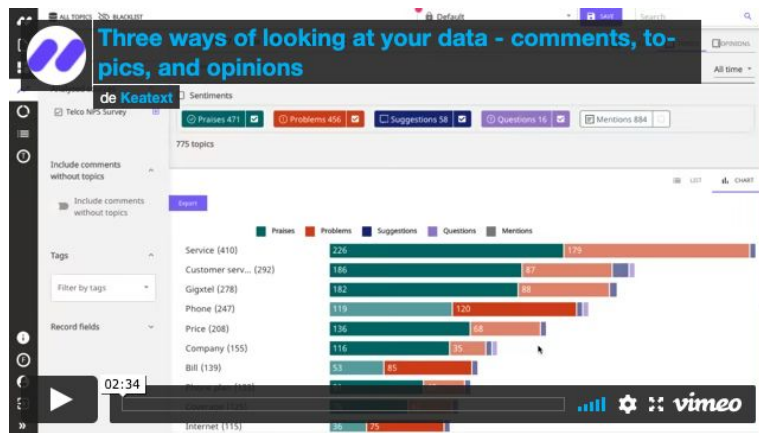 ALL TOPICS BLACKLIST
Default
SAVE
Search
Three ways of looking at your data - comments, to-
pics, and opinions
de Keatext
OPINIONS
All time
Telco NPS Survey
Sentiments
Praises 471
Problems 456
Suggestions 58
Questions 16
Mentions 884
775 topics
Include comments
without topics
Include comments
without topics
LIST
CHART
Export
Praises Problems Suggestions Questions Mentions
Tags
Filter by tags
Record fields
Service (410) 226 179
Customer serv... (292) 186 87
Gigxtel (278) 182 88
Phone (247) 119 120
Price (208) 136 68
Company (155) 116 35
Bill (139) 53 85
Internet (115) 36 75
02:34
vimeo